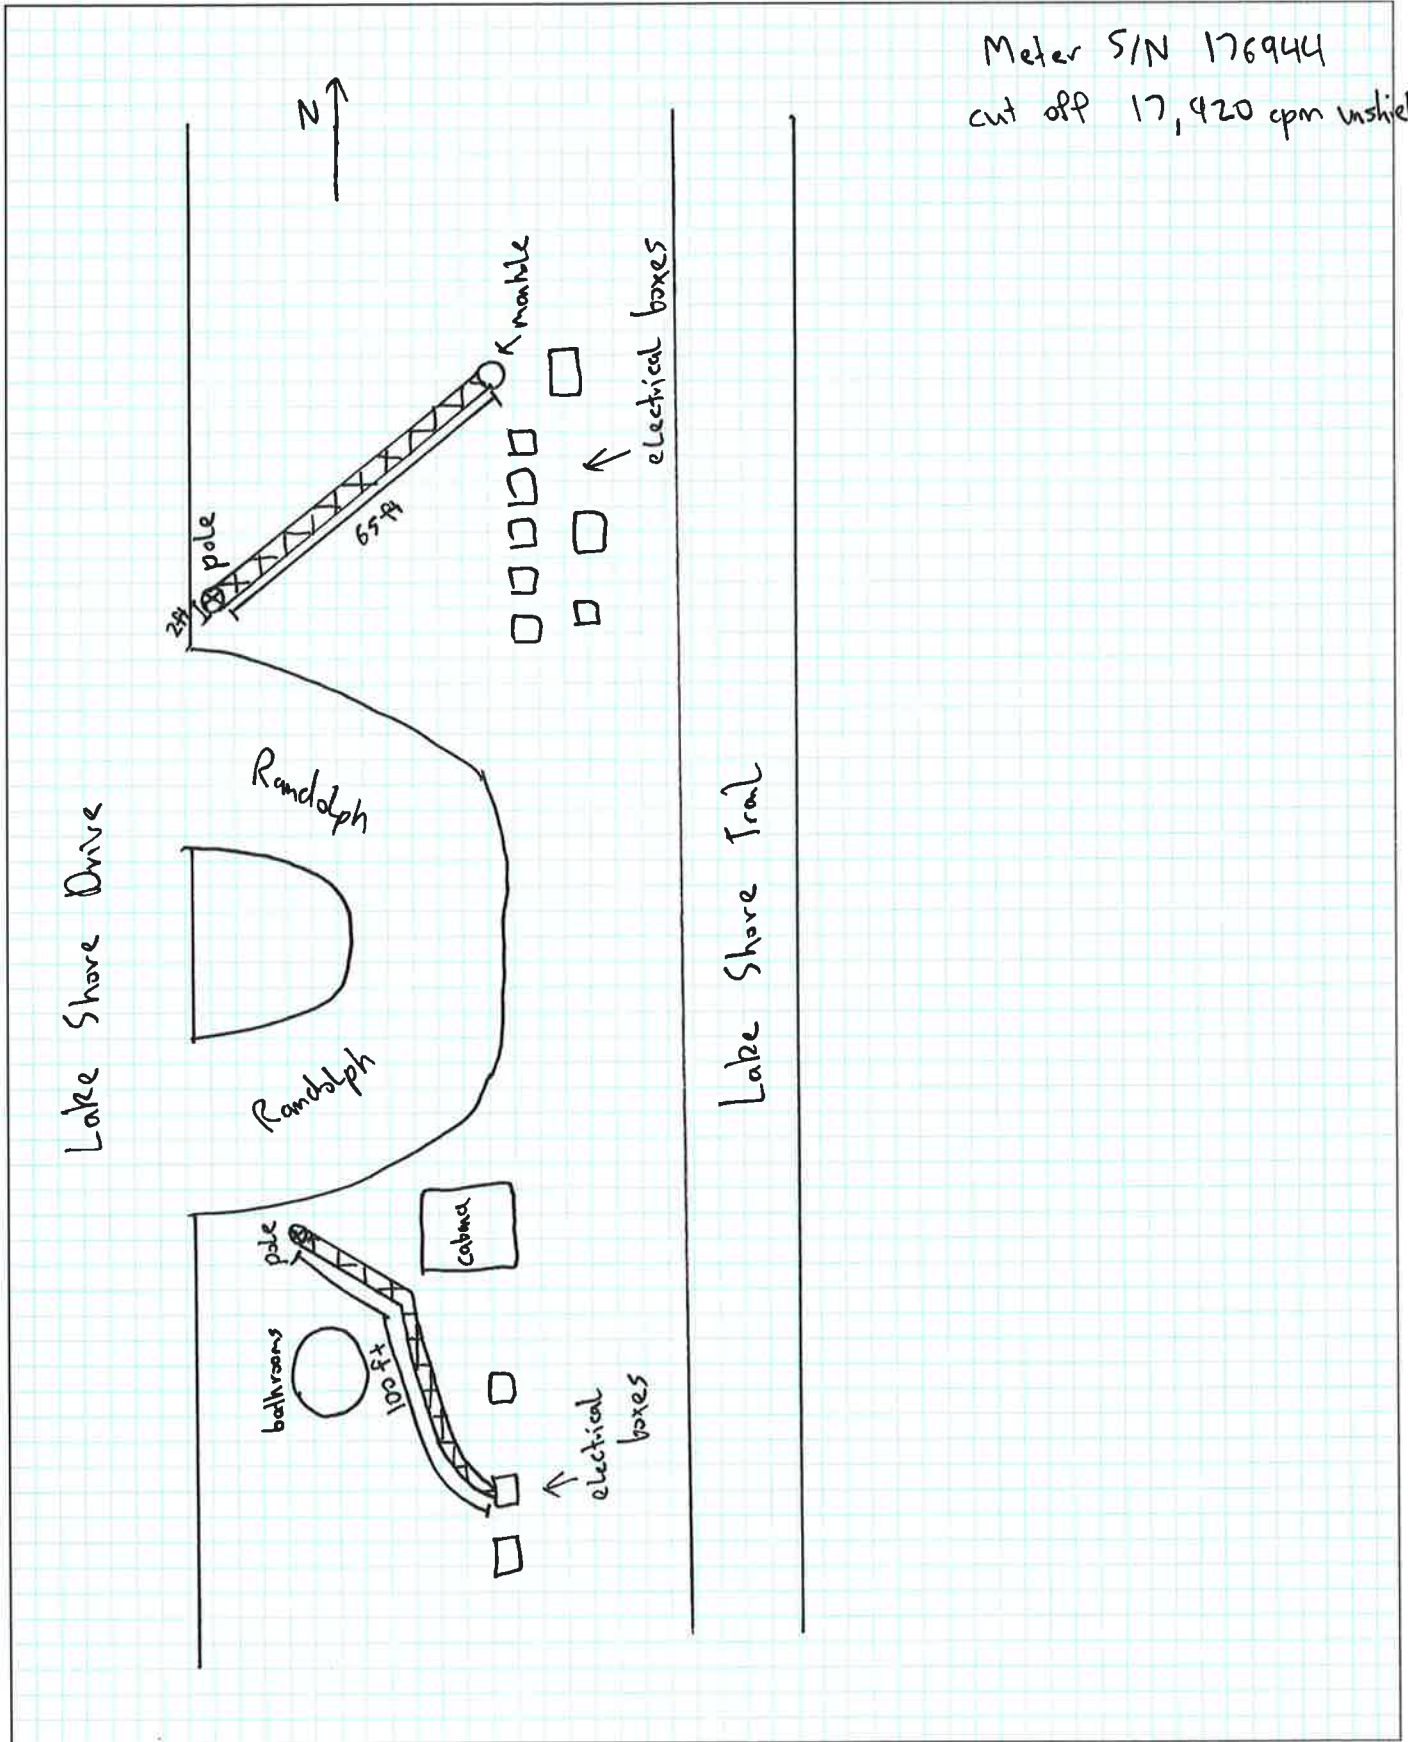 Meter S/N 176944
cut off 17,920 cpm unshiel
N
manhole
electrical boxes
pole
65 ft
2ft
Randolph
Lake Shore Drive
Lake Shore Trail
Randolph
pole
cabana
bathrooms
100 ft
electrical
boxes